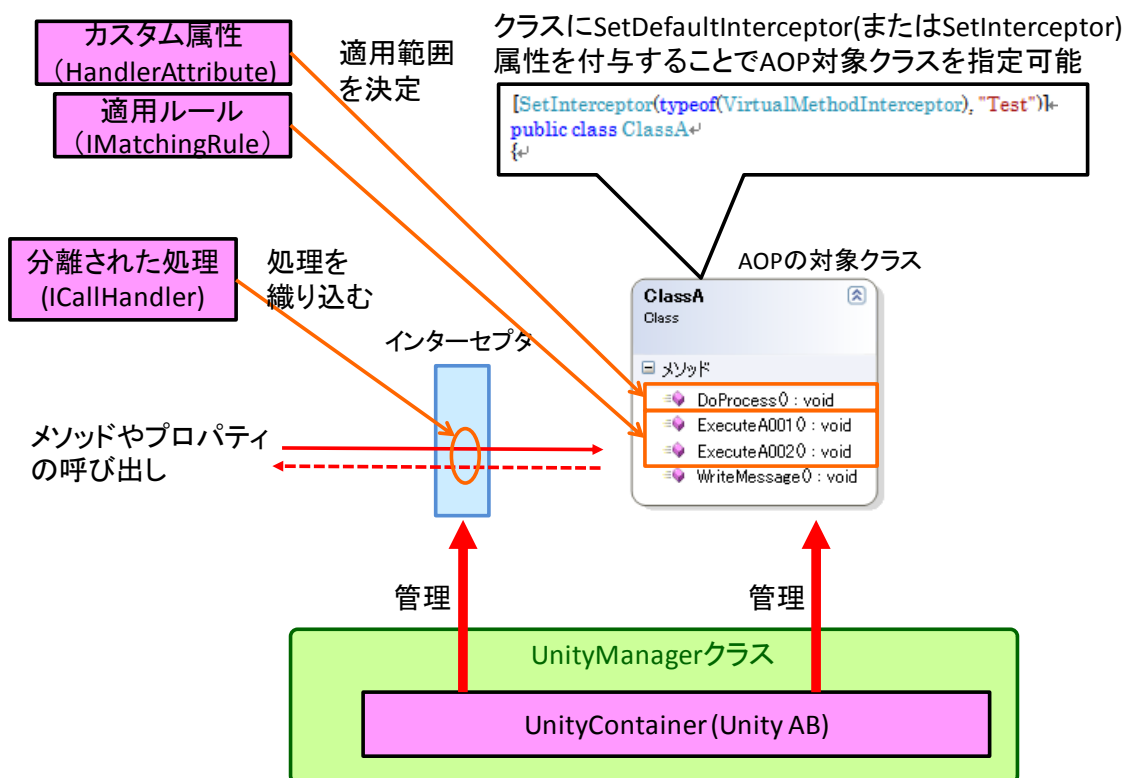 カスタム属性
（HandlerAttribute)
適用ルール
（IMatchingRule）
適用範囲
を決定
クラスにSetDefaultInterceptor(またはSetInterceptor)
属性を付与することでAOP対象クラスを指定可能
[SetInterceptor(typeof(VirtualMethodInterceptor), "Test")]↵
public class ClassA↵
{↵
分離された処理
(ICallHandler)
処理を
織り込む
インターセプタ
AOPの対象クラス
ClassA
Class
メソッド
DoProcess() : void
ExecuteA001() : void
ExecuteA002() : void
WriteMessage() : void
メソッドやプロパティ
の呼び出し
管理
管理
UnityManagerクラス
UnityContainer (Unity AB)